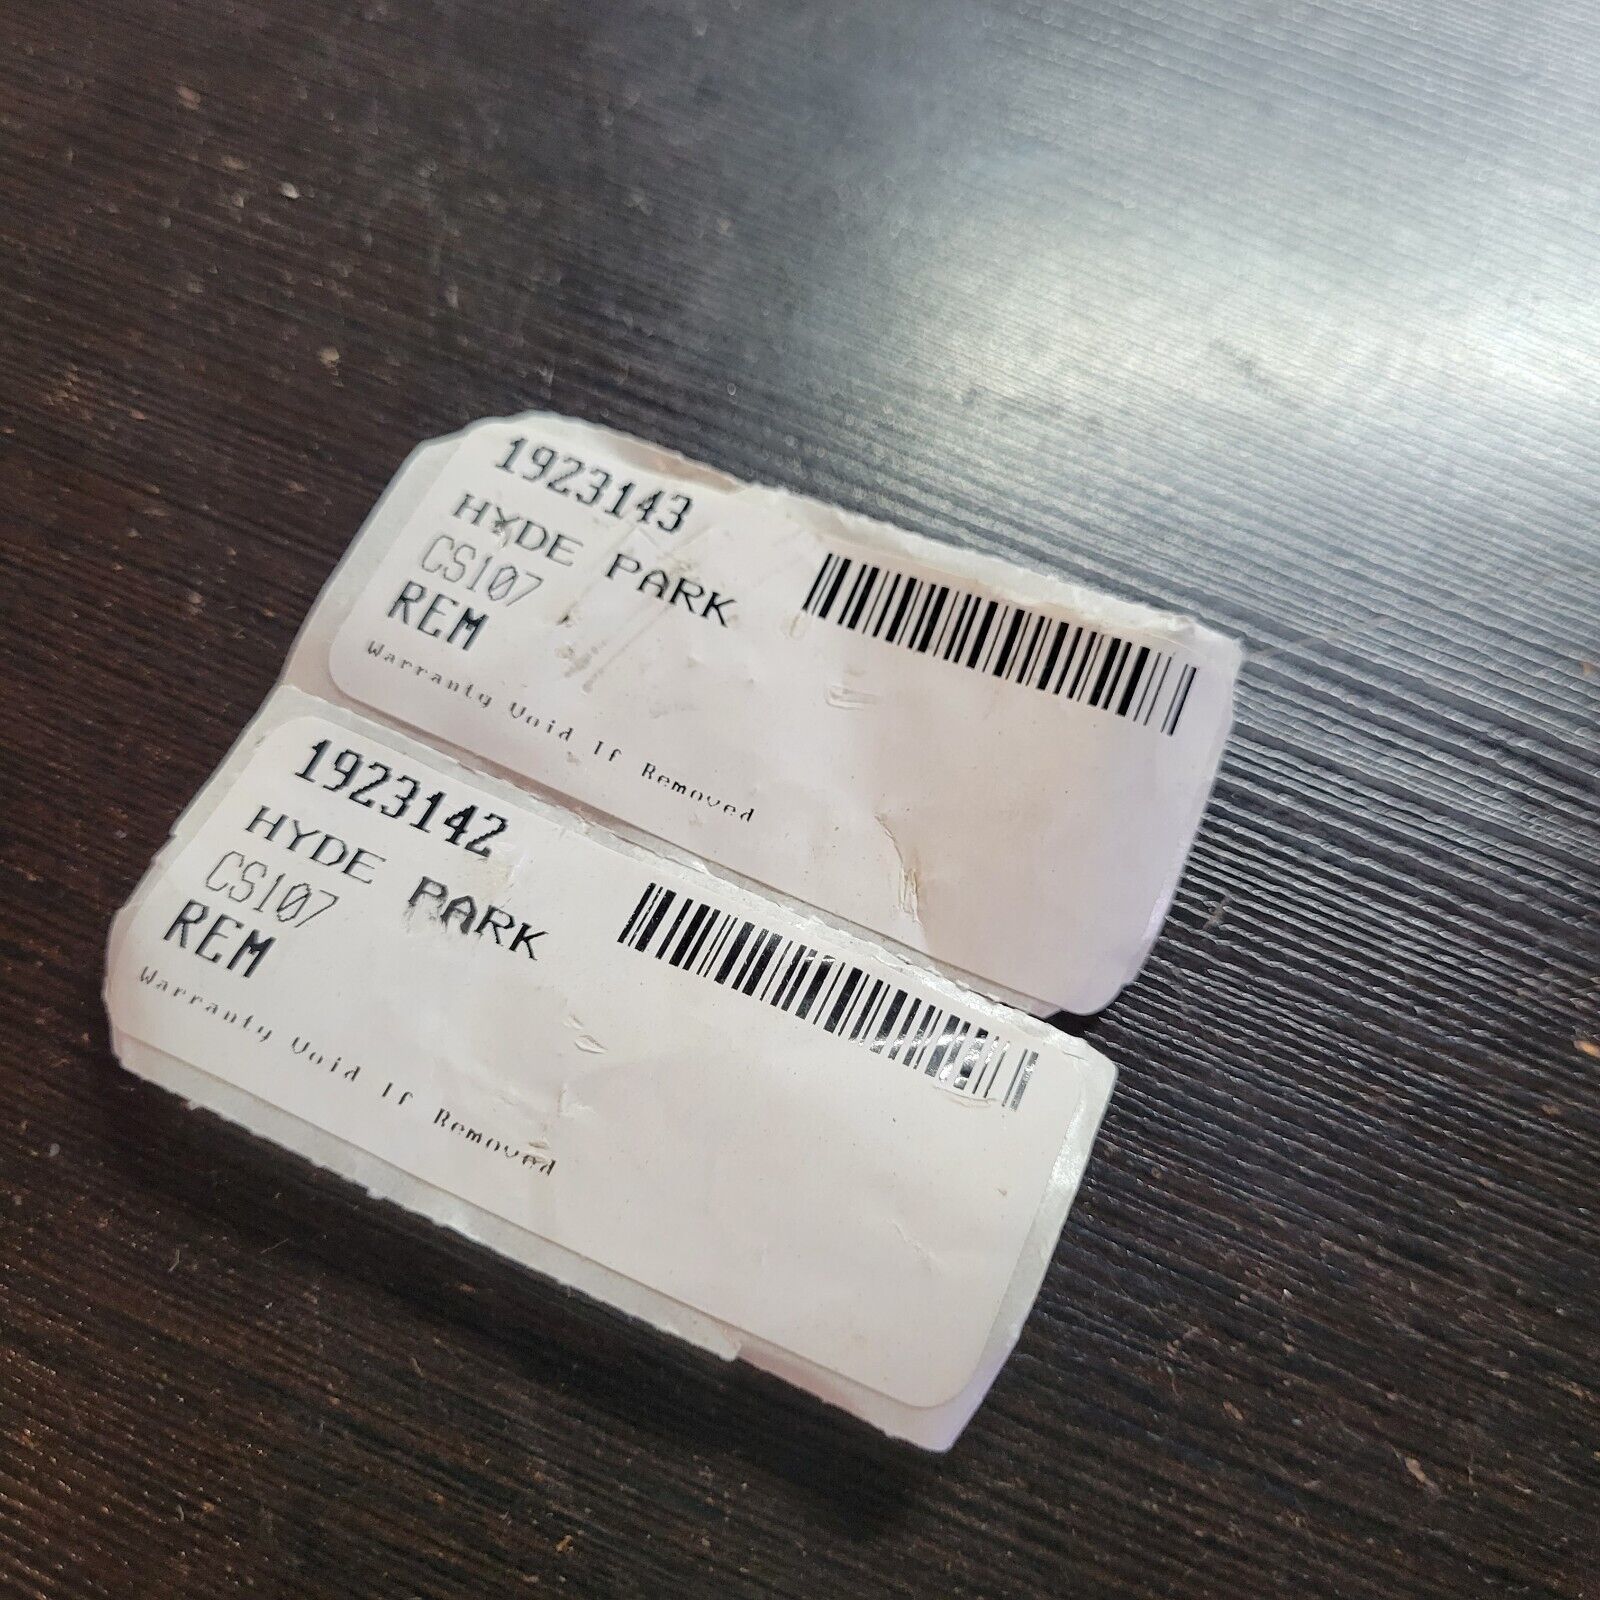 1923143
HYDE PARK
CS107
REM
Warranty Void If Removed
1923142
HYDE PARK
CS107
REM
Warranty Void If Removed